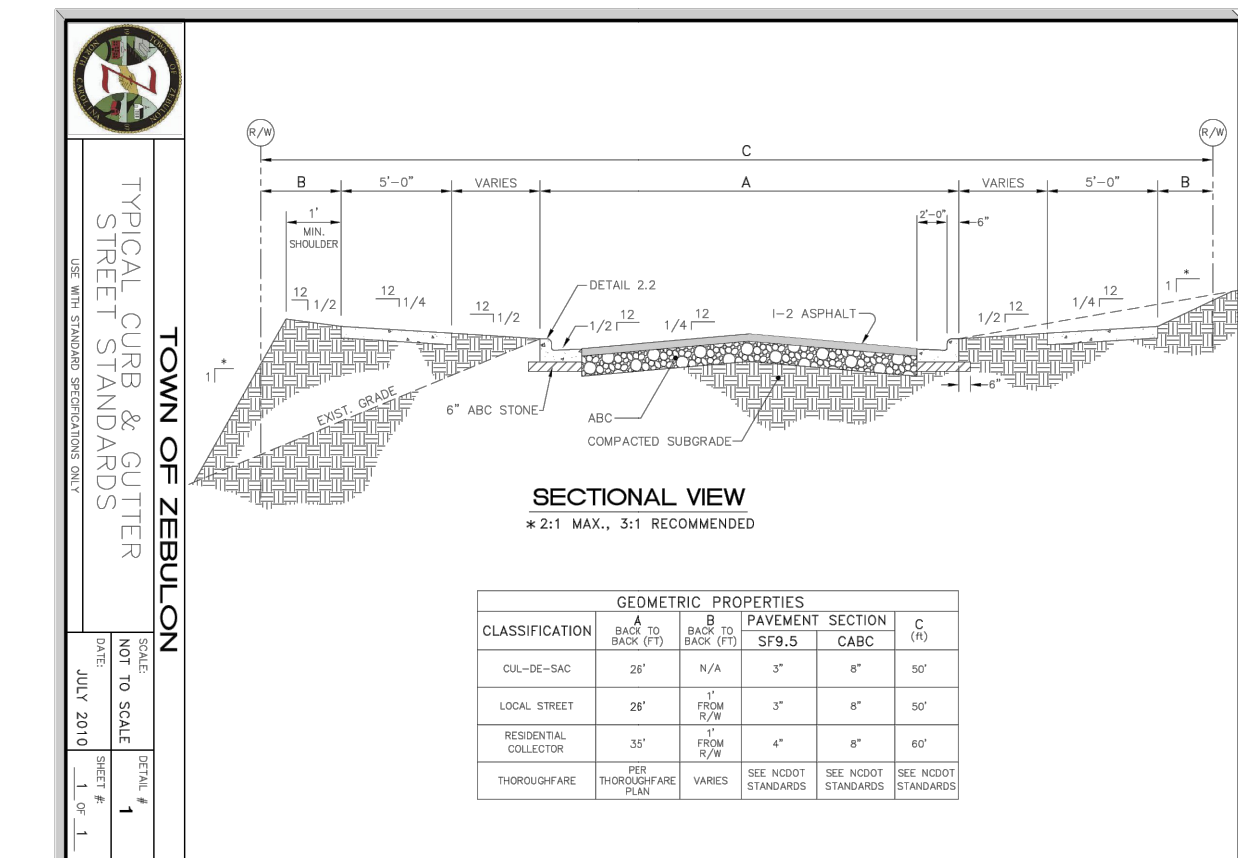 R/W
R/W
C
B
5'-0"
VARIES
A
VARIES
5'-0"
B
1'
MIN.
SHOULDER
2'-0"
6"
*
1
12
1/2
12
1/4
12
1/2
DETAIL 2.2
12
1/2
12
1/4
I-2 ASPHALT
12
1/2
12
1/4
*
1
EXIST. GRADE
6" ABC STONE
ABC
COMPACTED SUBGRADE
6"
SECTIONAL VIEW
* 2:1 MAX., 3:1 RECOMMENDED
GEOMETRIC PROPERTIES
CLASSIFICATION
A
BACK TO
BACK (FT)
B
BACK TO
BACK (FT)
PAVEMENT SECTION
SF9.5
CABC
C
(ft)
CUL-DE-SAC
26'
N/A
3"
8"
50'
LOCAL STREET
26'
1'
FROM
R/W
3"
8"
50'
RESIDENTIAL
COLLECTOR
35'
1'
FROM
R/W
4"
8"
60'
THOROUGHFARE
PER
THOROUGHFARE
PLAN
VARIES
SEE NCDOT
STANDARDS
SEE NCDOT
STANDARDS
SEE NCDOT
STANDARDS
TOWN OF ZEBULON
TYPICAL CURB & GUTTER
STREET STANDARDS
USE WITH STANDARD SPECIFICATIONS ONLY
SCALE:
NOT TO SCALE
DATE:
JULY 2010
DETAIL #
1
SHEET #:
1 OF 1
TOWN OF ZEBULON
CAROLINA